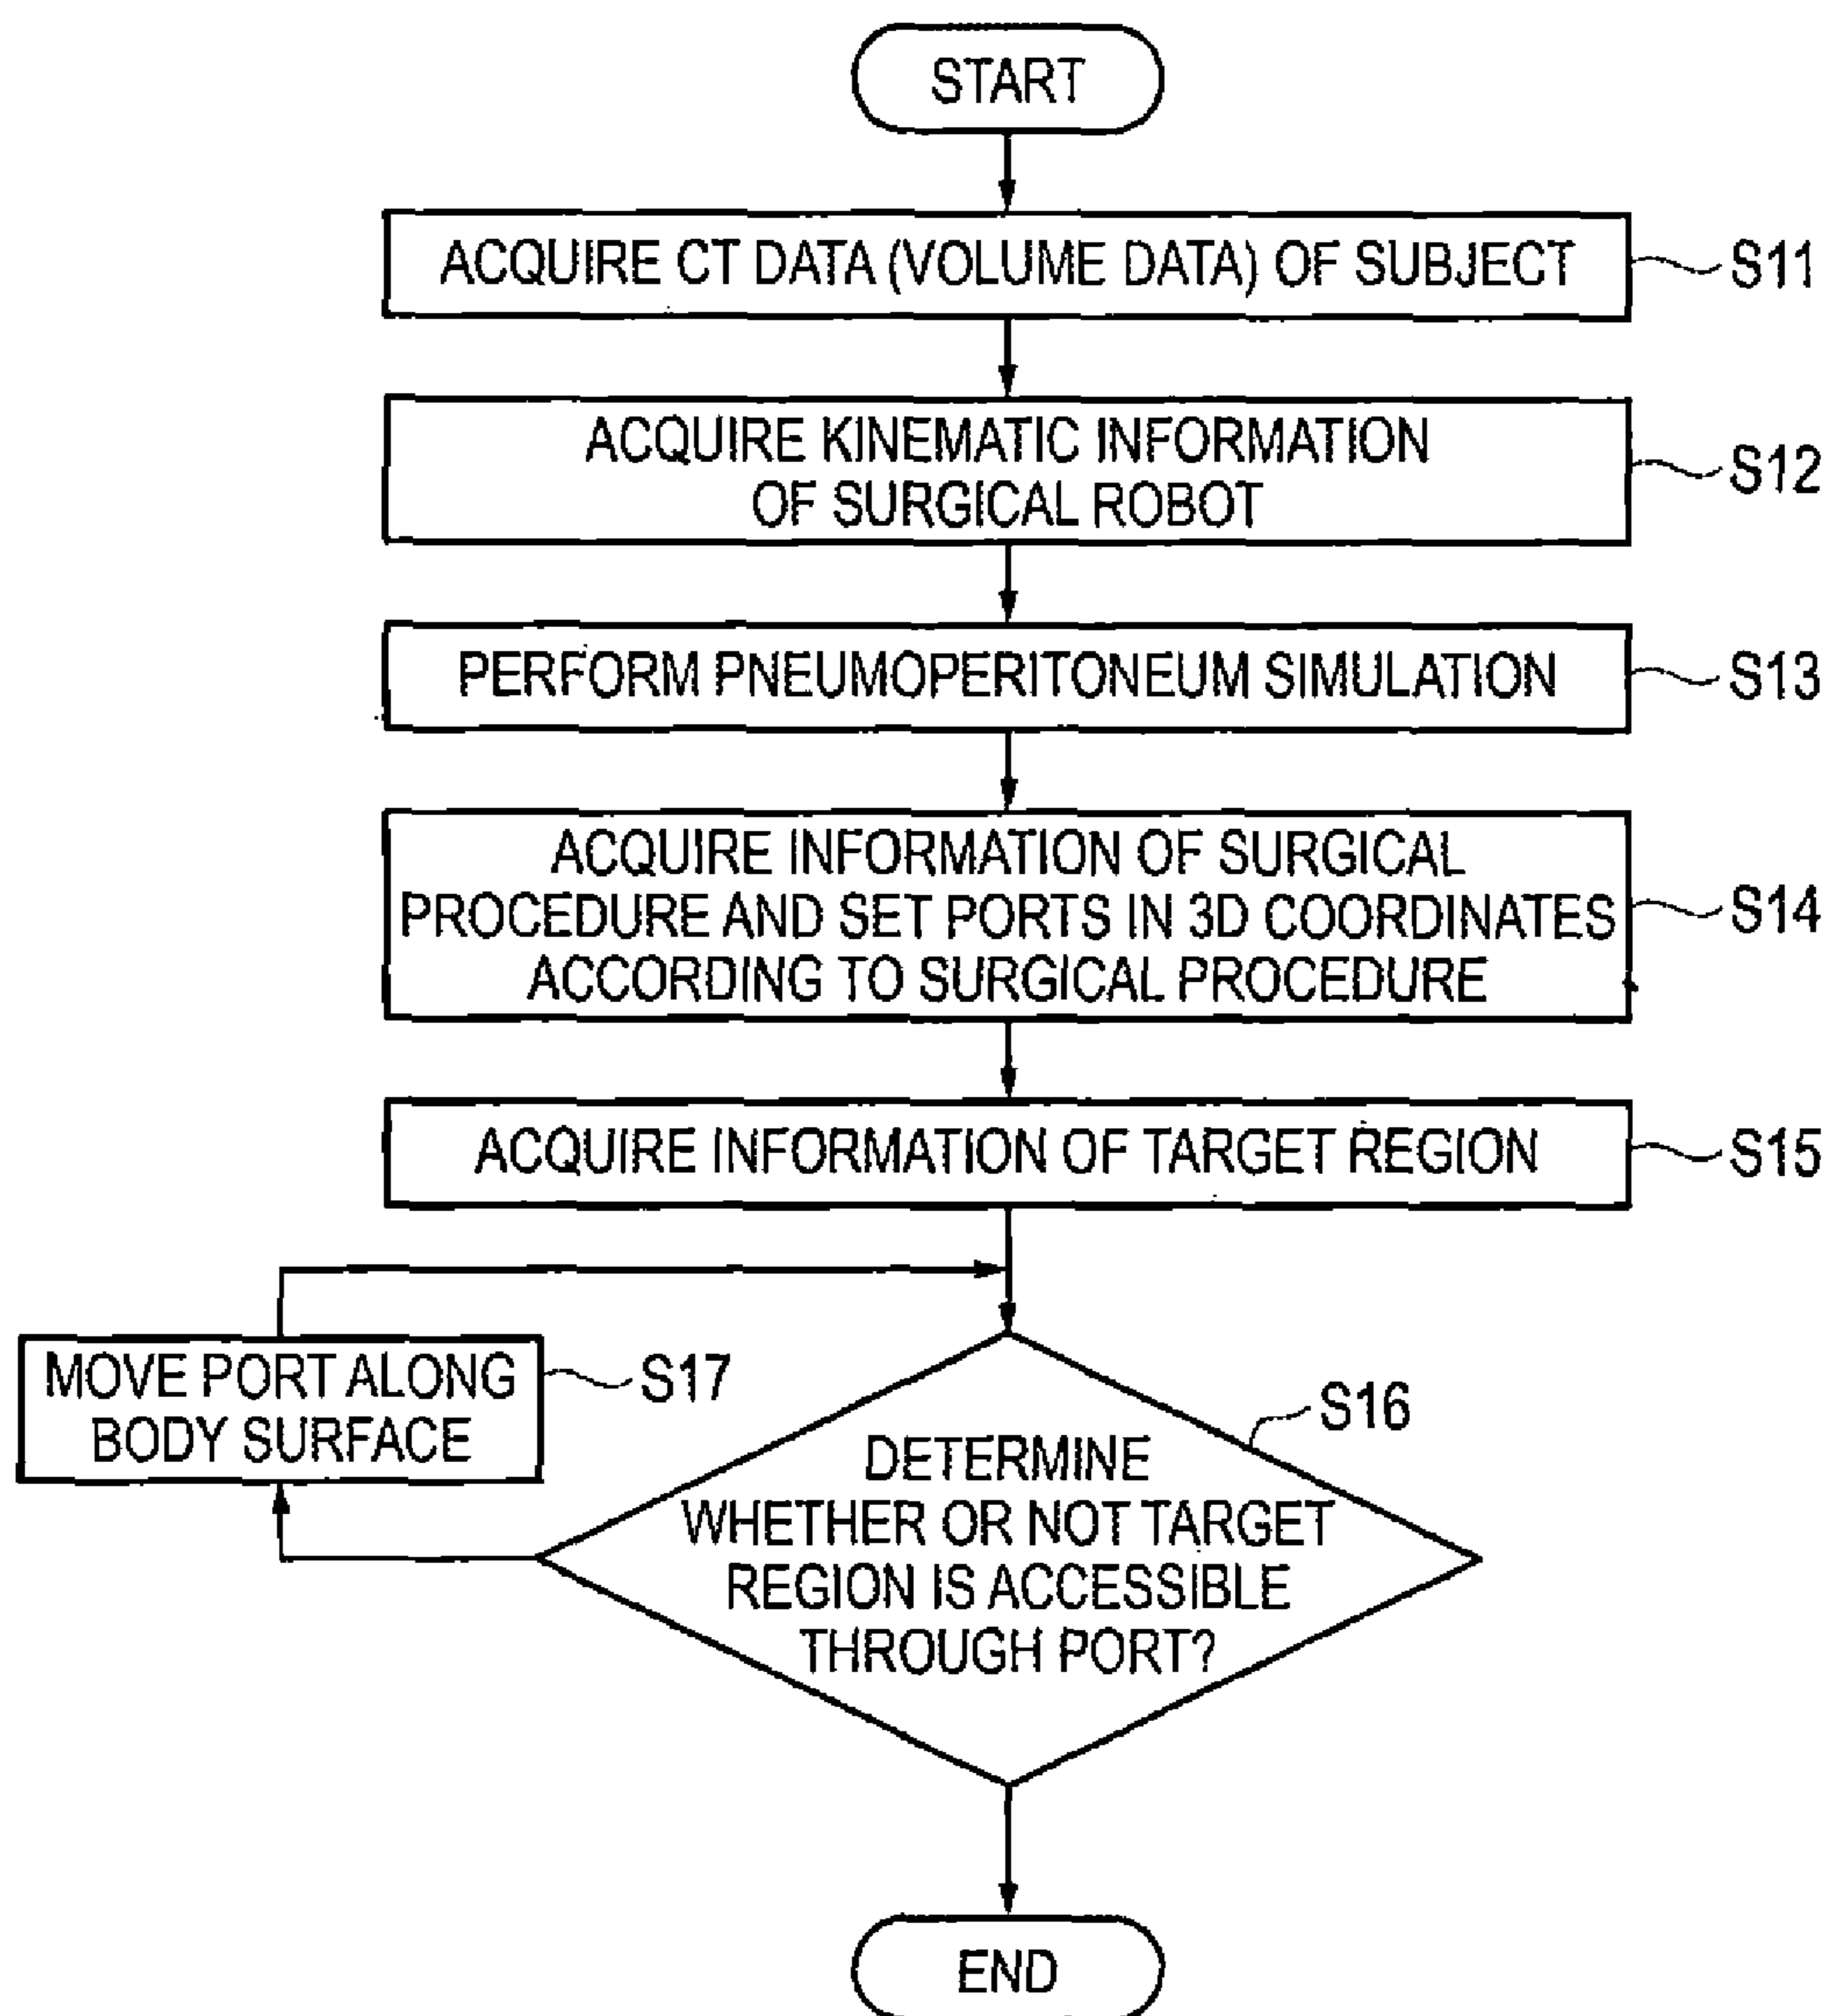 START
ACQUIRE CT DATA (VOLUME DATA) OF SUBJECT
S11
ACQUIRE KINEMATIC INFORMATION
OF SURGICAL ROBOT
S12
PERFORM PNEUMOPERITONEUM SIMULATION
S13
ACQUIRE INFORMATION OF SURGICAL
PROCEDURE AND SET PORTS IN 3D COORDINATES
ACCORDING TO SURGICAL PROCEDURE
S14
ACQUIRE INFORMATION OF TARGET REGION
S15
MOVE PORT ALONG
BODY SURFACE
S17
S16
DETERMINE
WHETHER OR NOT TARGET
REGION IS ACCESSIBLE
THROUGH PORT?
END